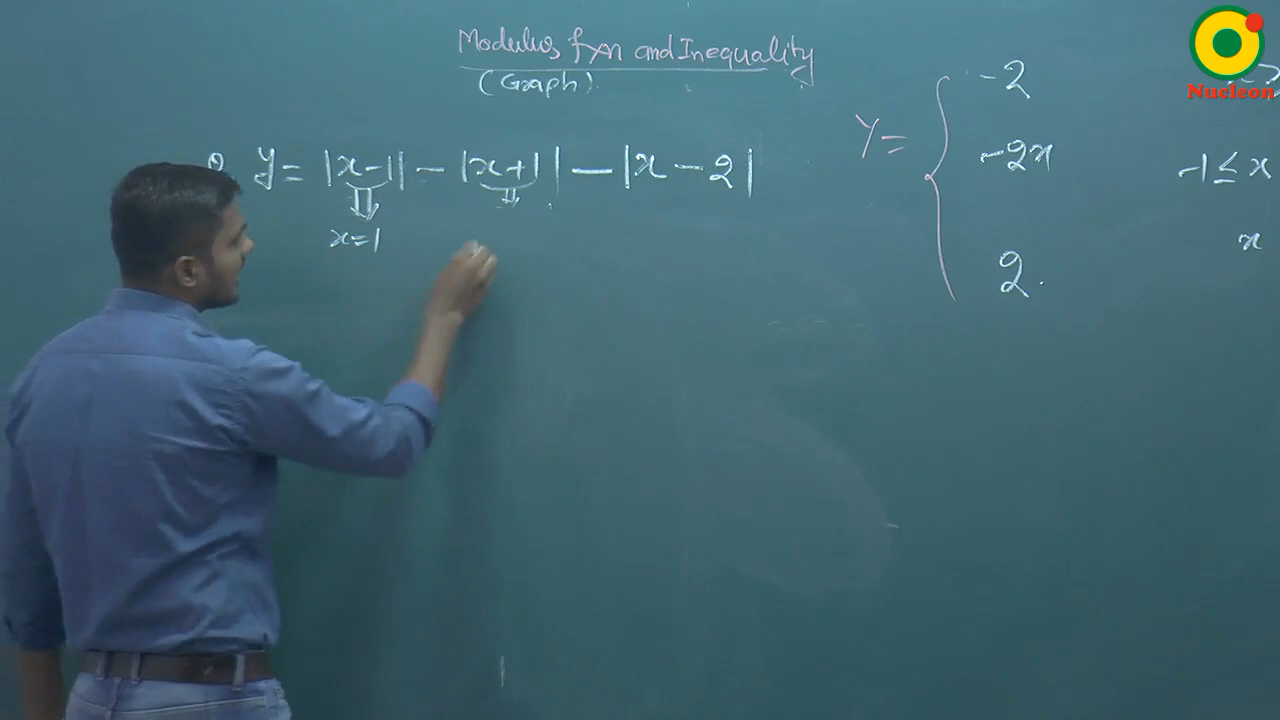 Modulus fxn and Inequality
(Graph).
Y = |x-1| - |x+1| - |x-2|
x=1
Y =
-2
-2x -1 ≤ x
2. x
Nucleon